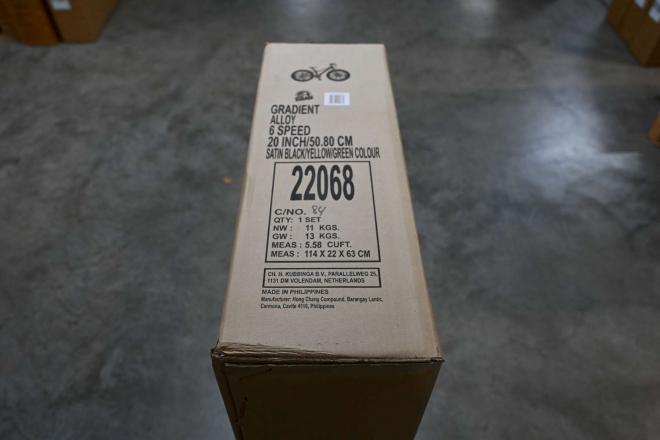 GRADIENT
ALLOY
6 SPEED
20 INCH/50.80 CM
SATIN BLACK/YELLOW/GREEN COLOUR
22068
C/NO. 84
QTY: 1 SET
NW : 11 KGS.
GW : 13 KGS.
MEAS : 5.58 CUFT.
MEAS : 114 X 22 X 63 CM
CH. H. KUBBINGA B.V., PARALLELWEG 25,
1131 DM VOLENDAM, NETHERLANDS
MADE IN PHILIPPINES
Manufacturer: Hong Chang Compound, Barangay Lantic,
Carmona, Cavite 4116, Philippines